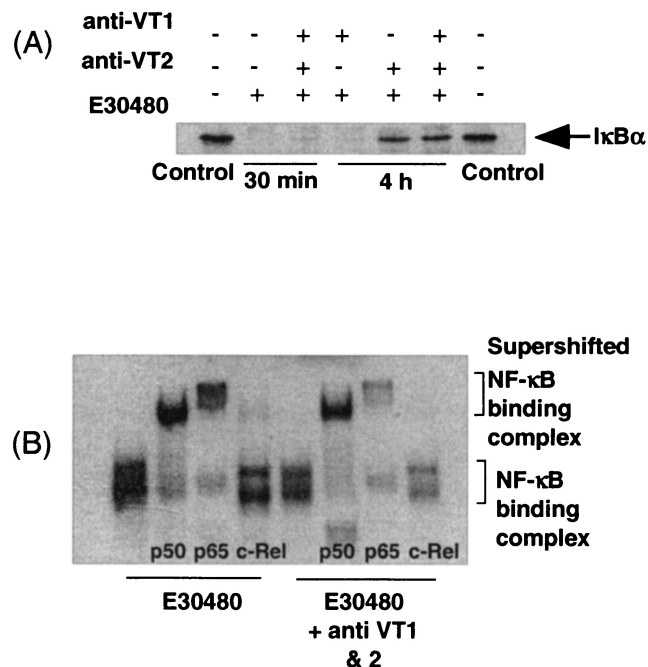 (A)
anti-VT1 - - + + - + -
anti-VT2 - - + - + + -
E30480 - + + + + + -
IκBα
Control 30 min 4 h Control
(B)
Supershifted
NF-κB
binding
complex
NF-κB
binding
complex
p50 p65 c-Rel p50 p65 c-Rel
E30480 E30480
+ anti VT1
& 2